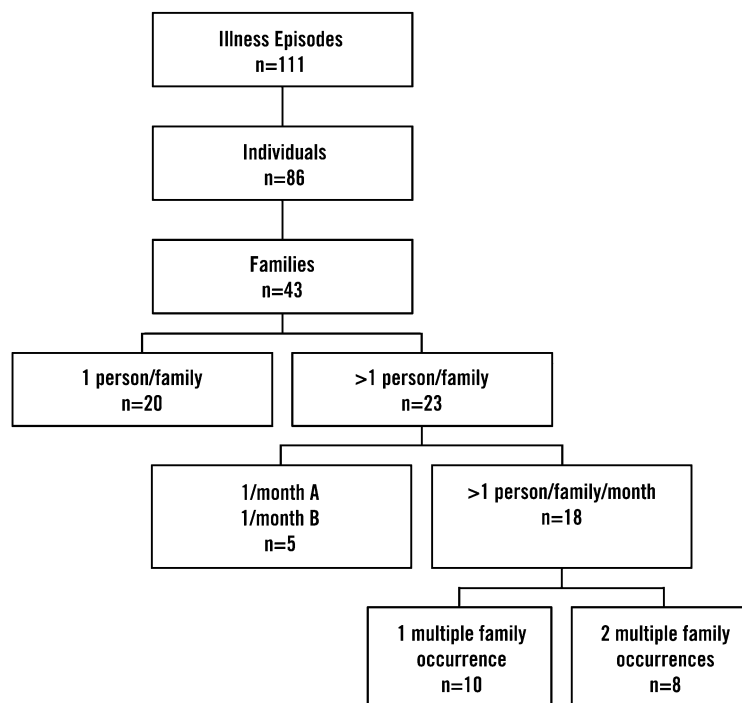 Illness Episodes
n=111
Individuals
n=86
Families
n=43
1 person/family
n=20
>1 person/family
n=23
1/month A
1/month B
n=5
>1 person/family/month
n=18
1 multiple family
occurrence
n=10
2 multiple family
occurrences
n=8